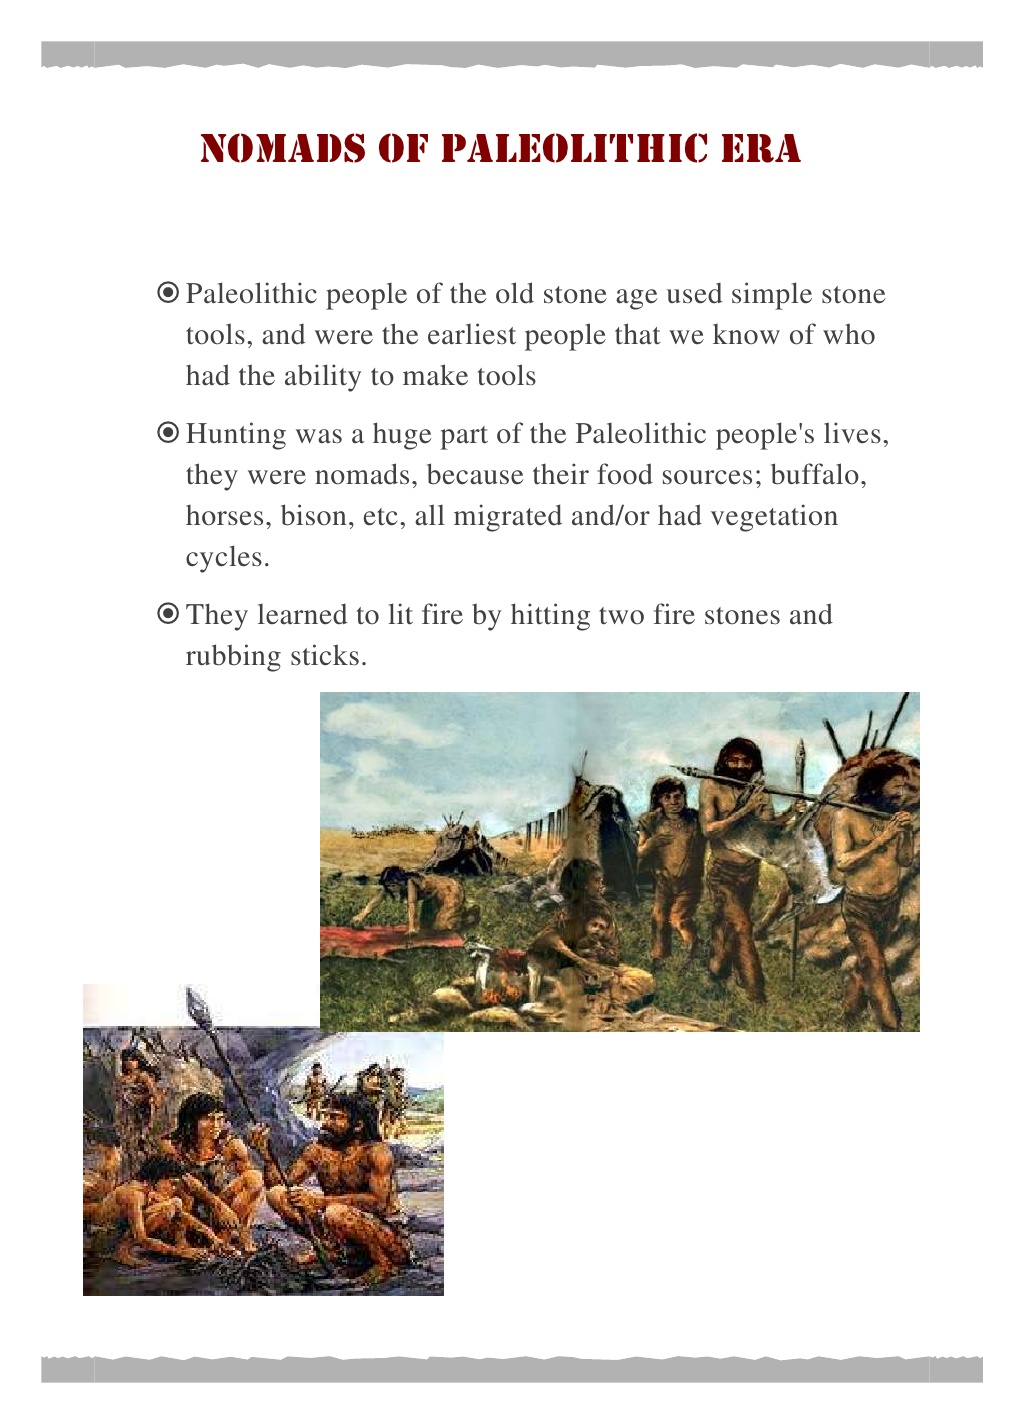 NOMADS OF PALEOLITHIC ERA
Paleolithic people of the old stone age used simple stone
tools, and were the earliest people that we know of who
had the ability to make tools
Hunting was a huge part of the Paleolithic people's lives,
they were nomads, because their food sources; buffalo,
horses, bison, etc, all migrated and/or had vegetation
cycles.
They learned to lit fire by hitting two fire stones and
rubbing sticks.